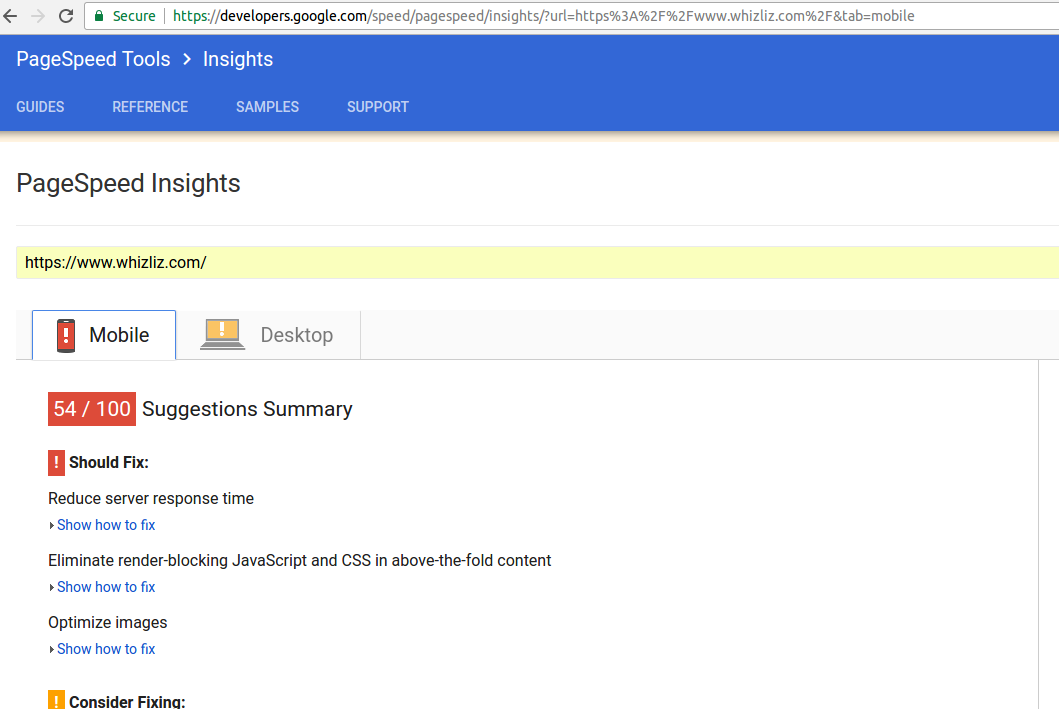 Secure https://developers.google.com/speed/pagespeed/insights/?url=https%3A%2F%2Fwww.whizliz.com%2F&tab=mobile
PageSpeed Tools > Insights
GUIDES REFERENCE SAMPLES SUPPORT
PageSpeed Insights
https://www.whizliz.com/
! Mobile ! Desktop
54 / 100 Suggestions Summary
! Should Fix:
Reduce server response time
Show how to fix
Eliminate render-blocking JavaScript and CSS in above-the-fold content
Show how to fix
Optimize images
Show how to fix
! Consider Fixing: